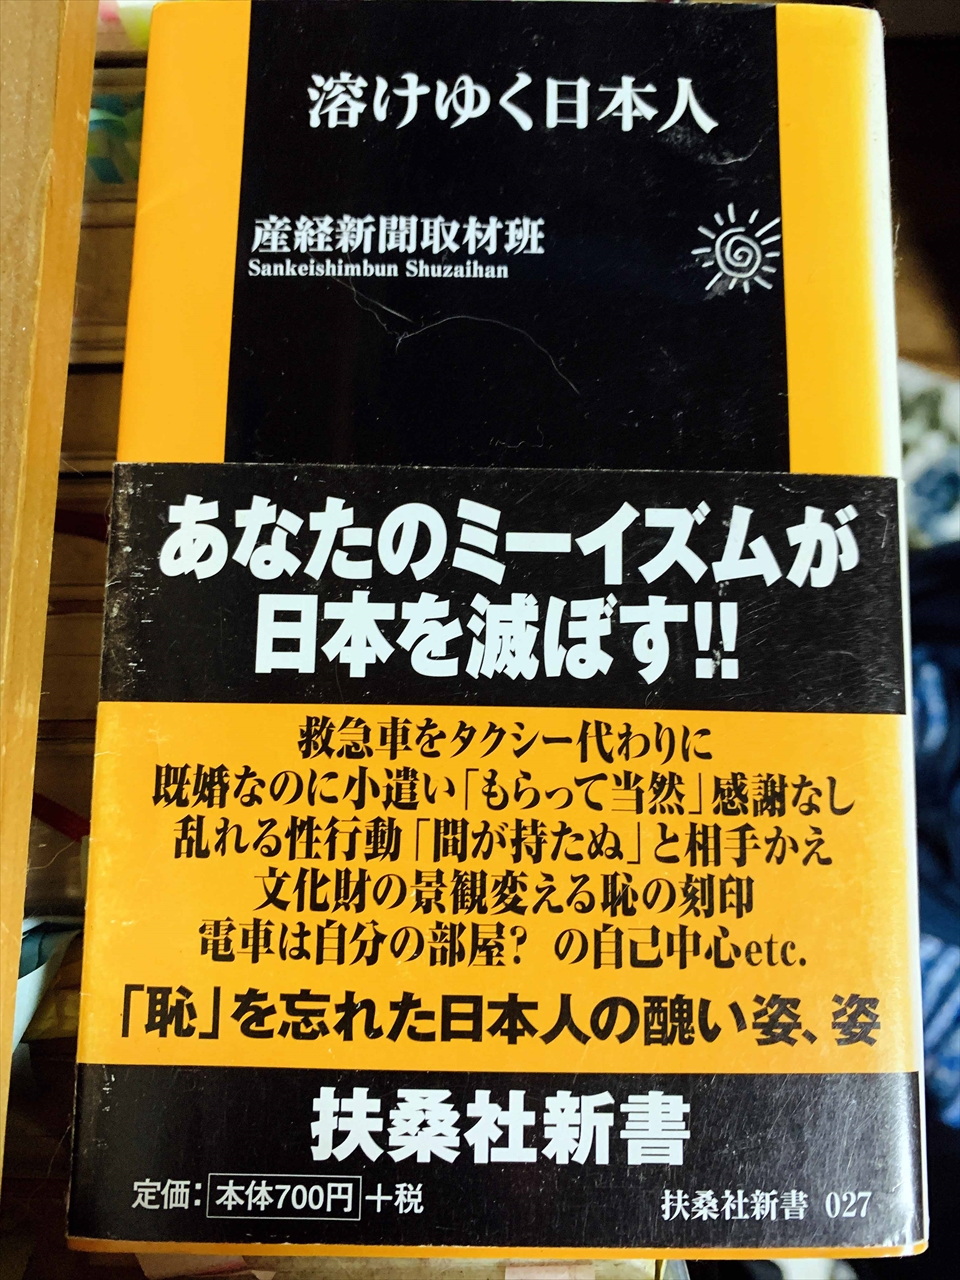 溶けゆく日本人
産経新聞取材班
Sankeishimbun Shuzaihan
あなたのミーイズムが
日本を滅ぼす!!
救急車をタクシー代わりに
既婚なのに小遣い「もらって当然」感謝なし
乱れる性行動「間が持たぬ」と相手かえ
文化財の景観変える恥の刻印
電車は自分の部屋? の自己中心etc.
「恥」を忘れた日本人の醜い姿、姿
扶桑社新書
定価:本体700円+税
扶桑社新書 027